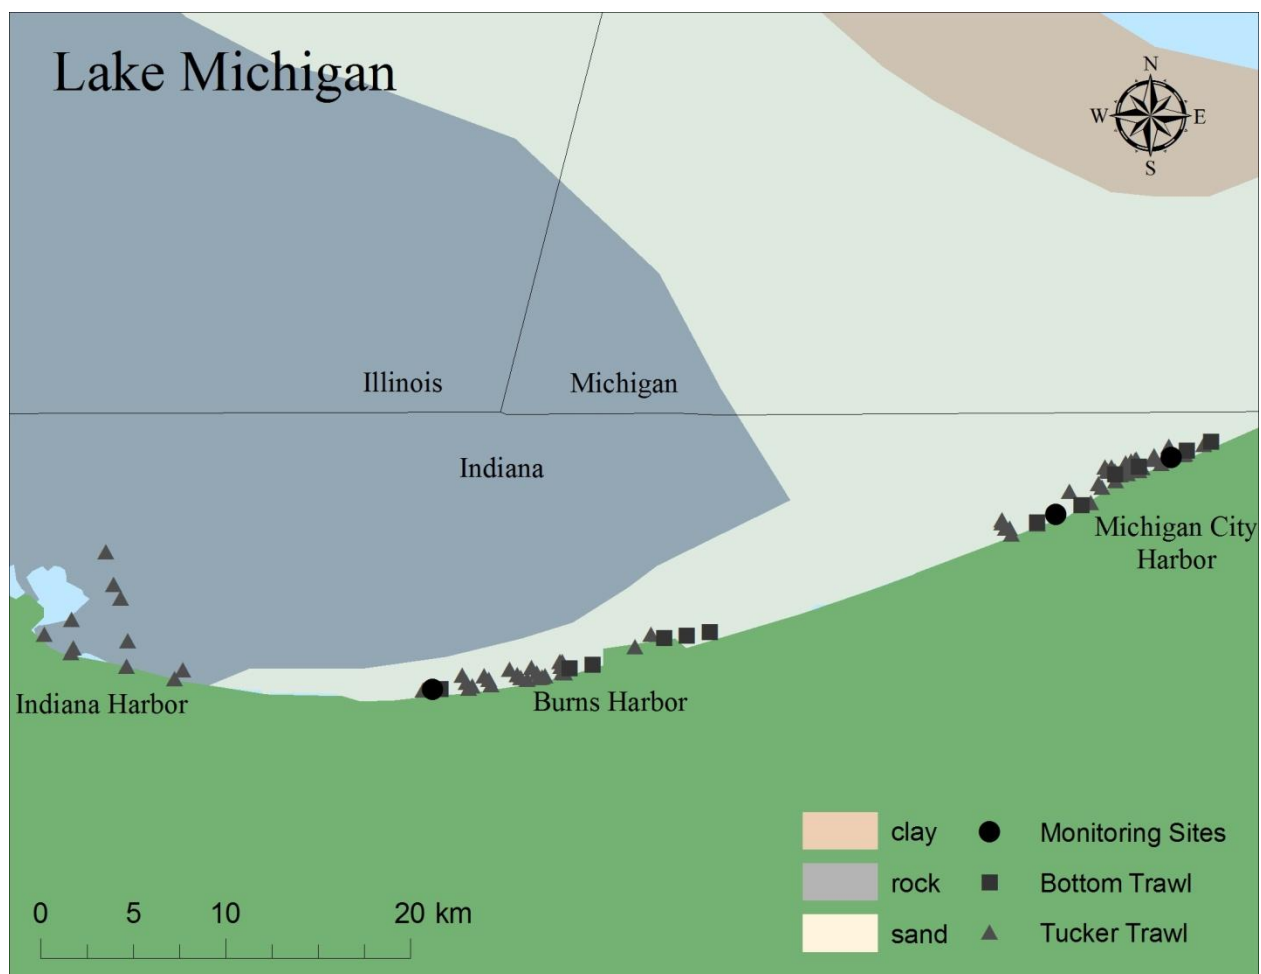 Lake Michigan
N
W E
S
Illinois Michigan
Indiana
Michigan City
Harbor
Indiana Harbor
Burns Harbor
clay Monitoring Sites
rock Bottom Trawl
sand Tucker Trawl
0 5 10 20 km